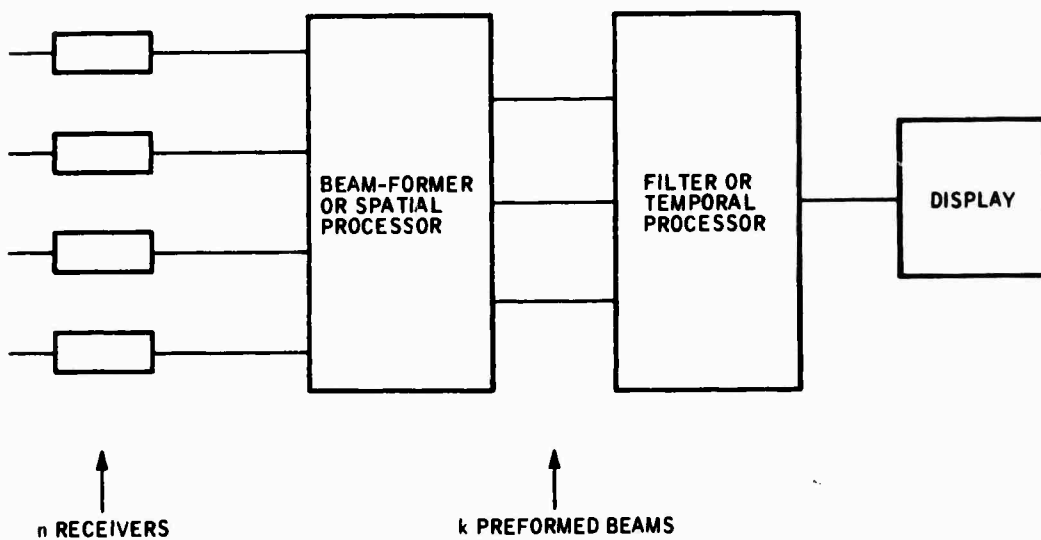 BEAM-FORMER
OR SPATIAL
PROCESSOR
FILTER OR
TEMPORAL
PROCESSOR
DISPLAY
n RECEIVERS
k PREFORMED BEAMS